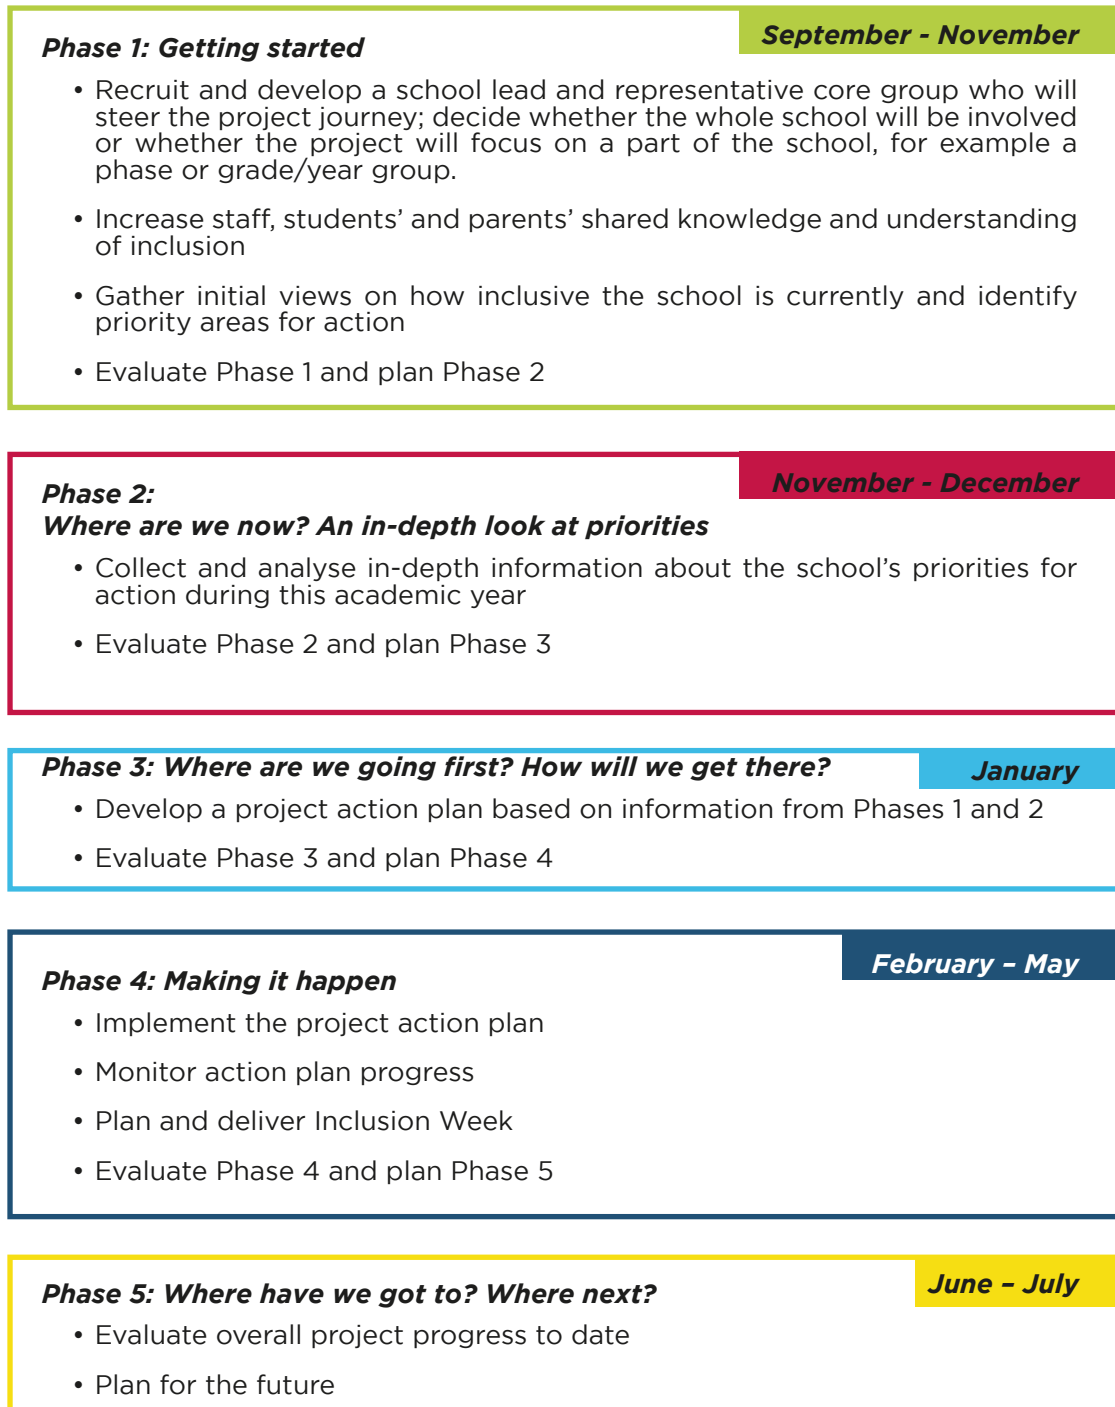 September - November
Phase 1: Getting started
• Recruit and develop a school lead and representative core group who will
steer the project journey; decide whether the whole school will be involved
or whether the project will focus on a part of the school, for example a
phase or grade/year group.
• Increase staff, students’ and parents’ shared knowledge and understanding
of inclusion
• Gather initial views on how inclusive the school is currently and identify
priority areas for action
• Evaluate Phase 1 and plan Phase 2
November - December
Phase 2:
Where are we now? An in-depth look at priorities
• Collect and analyse in-depth information about the school’s priorities for
action during this academic year
• Evaluate Phase 2 and plan Phase 3
Phase 3: Where are we going first? How will we get there?
January
• Develop a project action plan based on information from Phases 1 and 2
• Evaluate Phase 3 and plan Phase 4
February – May
Phase 4: Making it happen
• Implement the project action plan
• Monitor action plan progress
• Plan and deliver Inclusion Week
• Evaluate Phase 4 and plan Phase 5
June – July
Phase 5: Where have we got to? Where next?
• Evaluate overall project progress to date
• Plan for the future